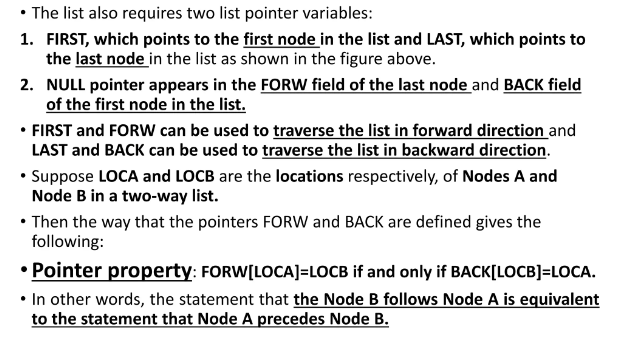 • The list also requires two list pointer variables:
1. FIRST, which points to the first node in the list and LAST, which points to
the last node in the list as shown in the figure above.
2. NULL pointer appears in the FORW field of the last node and BACK field
of the first node in the list.
• FIRST and FORW can be used to traverse the list in forward direction and
LAST and BACK can be used to traverse the list in backward direction.
• Suppose LOCA and LOCB are the locations respectively, of Nodes A and
Node B in a two-way list.
• Then the way that the pointers FORW and BACK are defined gives the
following:
• Pointer property: FORW[LOCA]=LOCB if and only if BACK[LOCB]=LOCA.
• In other words, the statement that the Node B follows Node A is equivalent
to the statement that Node A precedes Node B.